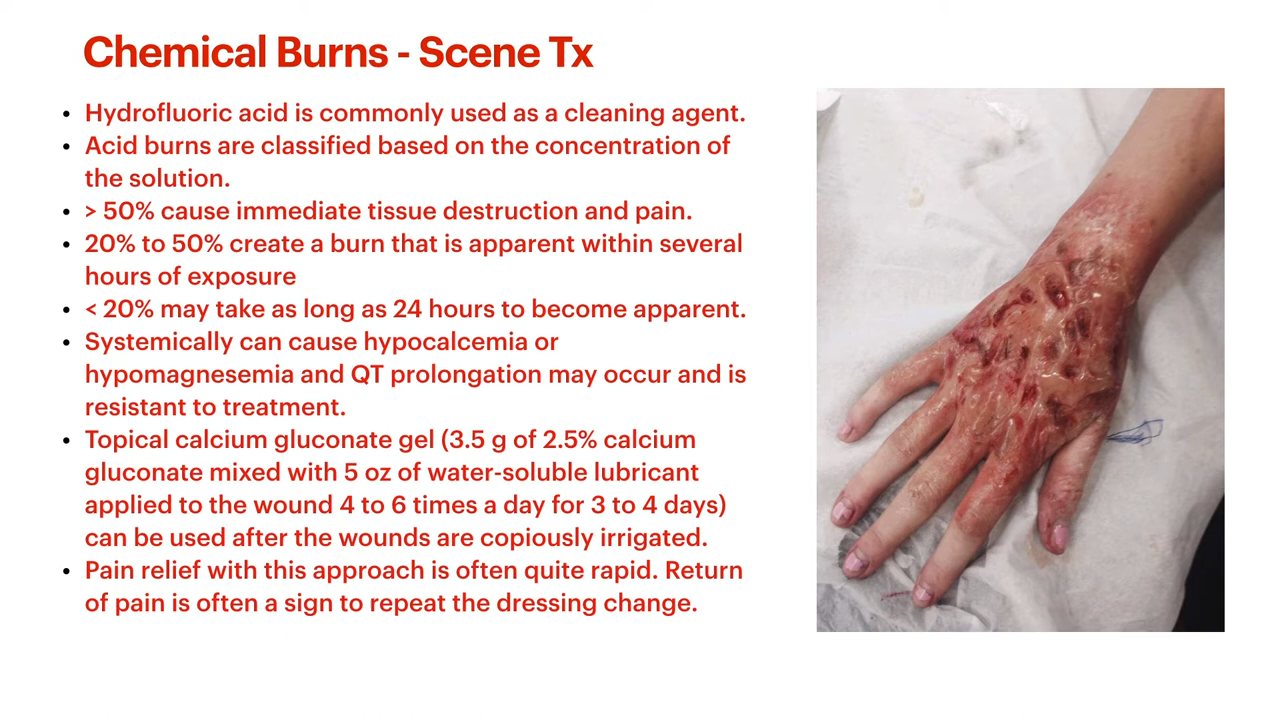 Chemical Burns - Scene Tx
• Hydrofluoric acid is commonly used as a cleaning agent.
• Acid burns are classified based on the concentration of
the solution.
• > 50% cause immediate tissue destruction and pain.
• 20% to 50% create a burn that is apparent within several
hours of exposure
• < 20% may take as long as 24 hours to become apparent.
• Systemically can cause hypocalcemia or
hypomagnesemia and QT prolongation may occur and is
resistant to treatment.
• Topical calcium gluconate gel (3.5 g of 2.5% calcium
gluconate mixed with 5 oz of water-soluble lubricant
applied to the wound 4 to 6 times a day for 3 to 4 days)
can be used after the wounds are copiously irrigated.
• Pain relief with this approach is often quite rapid. Return
of pain is often a sign to repeat the dressing change.